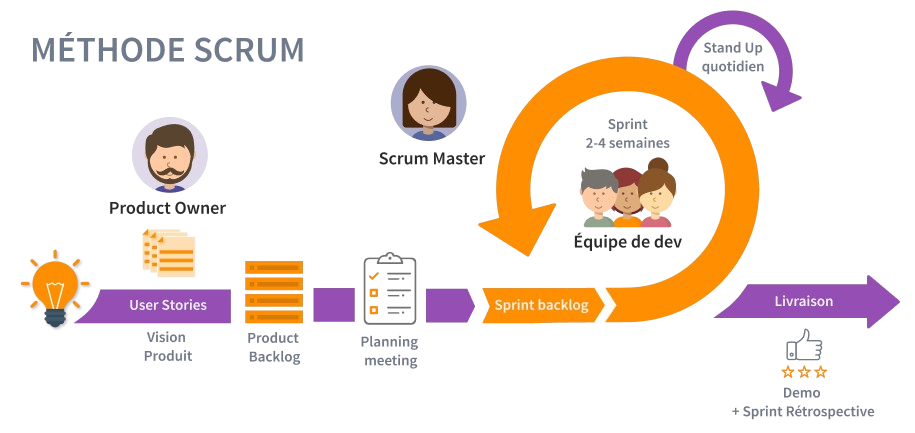 MÉTHODE SCRUM
Stand Up
quotidien
Sprint
2-4 semaines
Scrum Master
Product Owner
Équipe de dev
User Stories
Sprint backlog
Livraison
Vision
Produit
Product
Backlog
Planning
meeting
Demo
+ Sprint Rétrospective